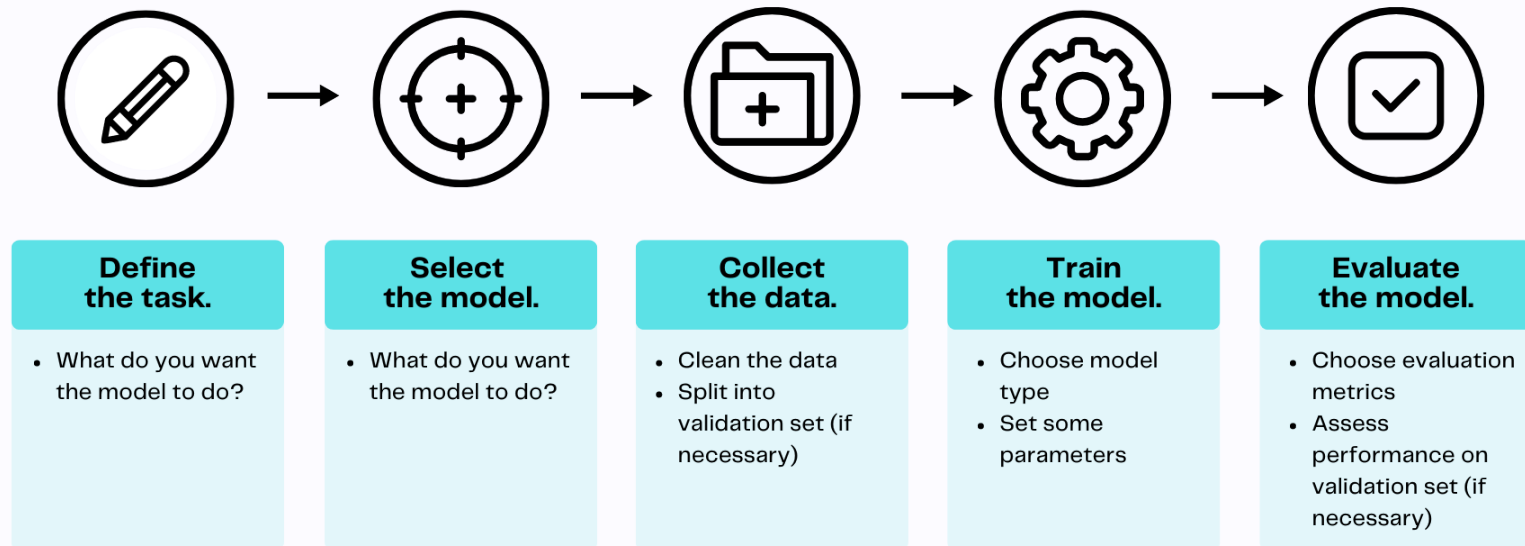 Define
the task.
• What do you want
the model to do?
Select
the model.
• What do you want
the model to do?
Collect
the data.
• Clean the data
• Split into
validation set (if
necessary)
Train
the model.
• Choose model
type
• Set some
parameters
Evaluate
the model.
• Choose evaluation
metrics
• Assess
performance on
validation set (if
necessary)